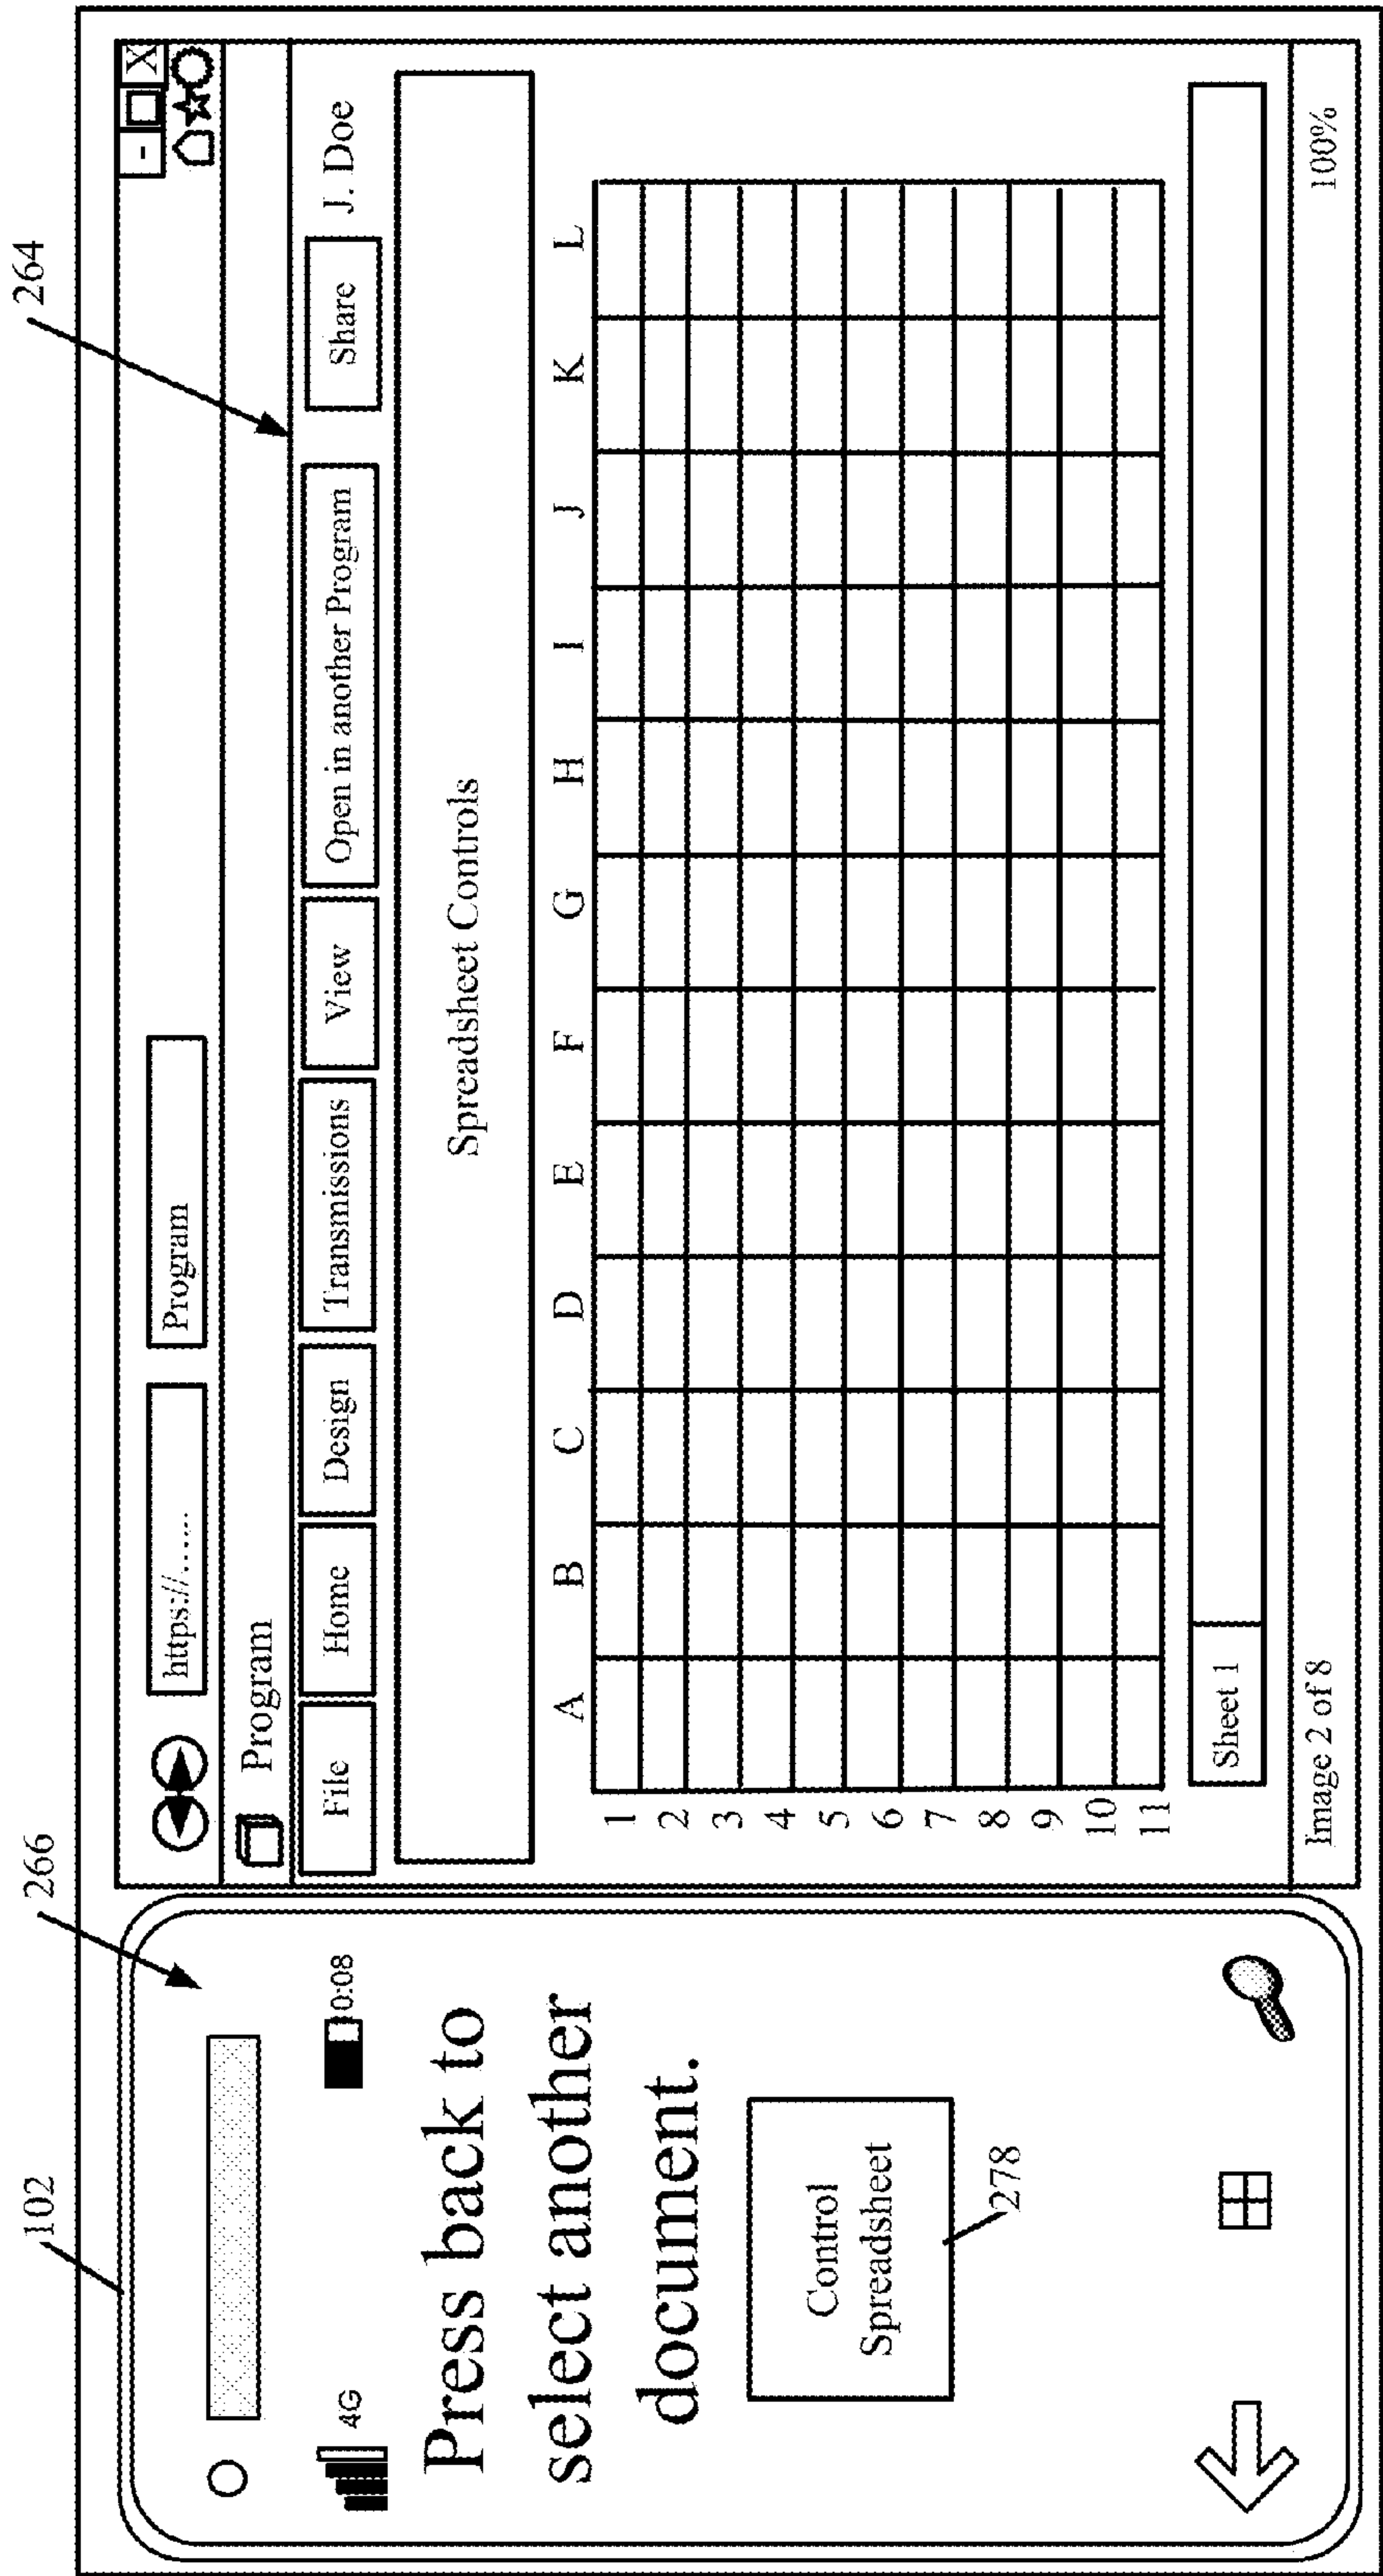 102
266
264
4G
10:08
Press back to
select another
document.
Control
Spreadsheet
278
https://......
Program
- X
Program
File
Home
Design
Transmissions
View
Open in another Program
Share
J. Doe
Spreadsheet Controls
A B C D E F G H I J K L
1
2
3
4
5
6
7
8
9
10
11
Sheet 1
Image 2 of 8
100%